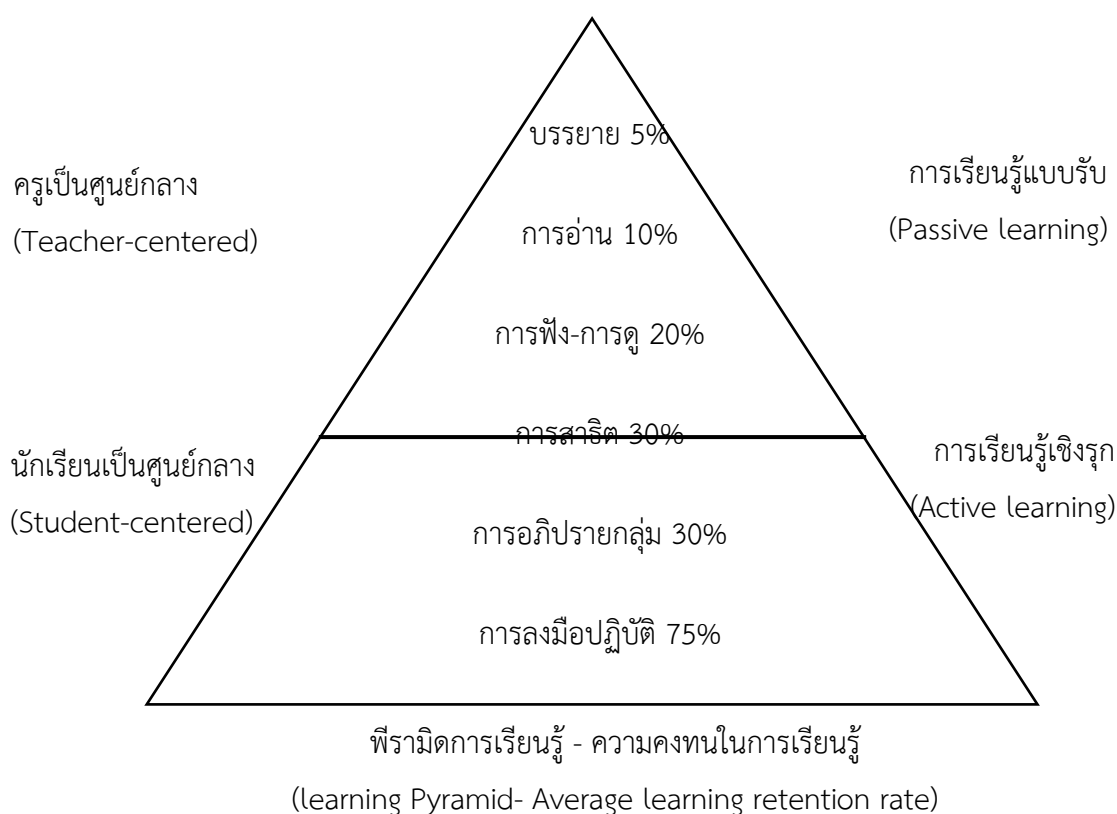 บรรยาย 5%
ครูเป็นศูนย์กลาง
(Teacher-centered)
การเรียนรู้แบบรับ
(Passive learning)
การอ่าน 10%
การฟัง-การดู 20%
การสาธิต 30%
นักเรียนเป็นศูนย์กลาง
(Student-centered)
การเรียนรู้เชิงรุก
(Active learning)
การอภิปรายกลุ่ม 30%
การลงมือปฏิบัติ 75%
พีรามิดการเรียนรู้ - ความคงทนในการเรียนรู้
(learning Pyramid- Average learning retention rate)